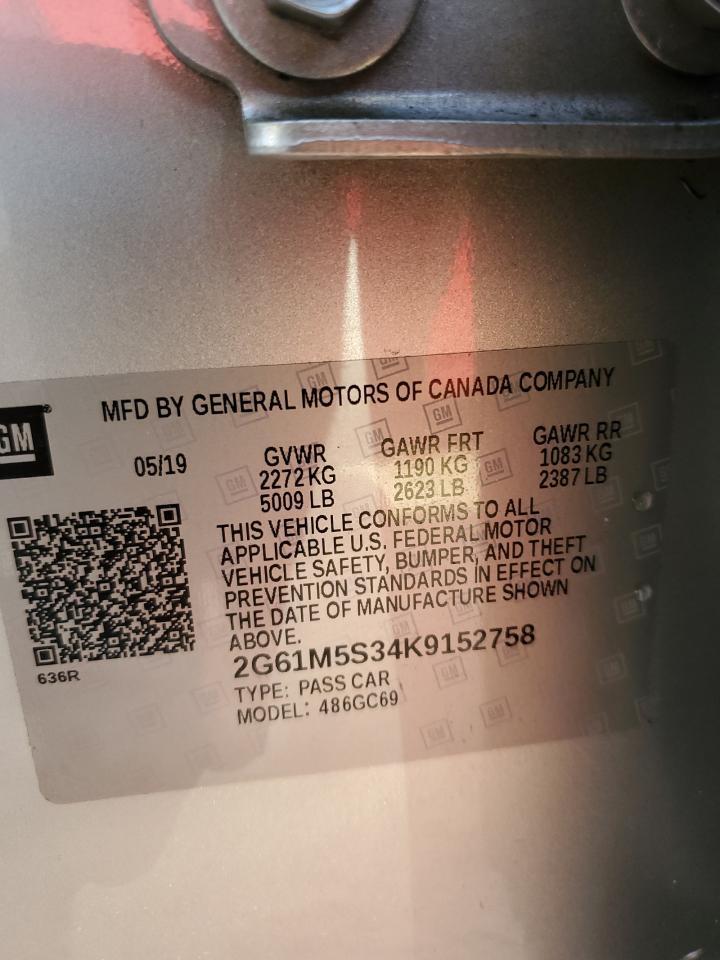 MFD BY GENERAL MOTORS OF CANADA COMPANY
GM
05/19
GVWR
2272 KG
5009 LB
GAWR FRT
1190 KG
2623 LB
GAWR RR
1083 KG
2387 LB
THIS VEHICLE CONFORMS TO ALL
APPLICABLE U.S. FEDERAL MOTOR
VEHICLE SAFETY, BUMPER, AND THEFT
PREVENTION STANDARDS IN EFFECT ON
THE DATE OF MANUFACTURE SHOWN
ABOVE.
2G61M5S34K9152758
636R
TYPE: PASS CAR
MODEL: 486GC69